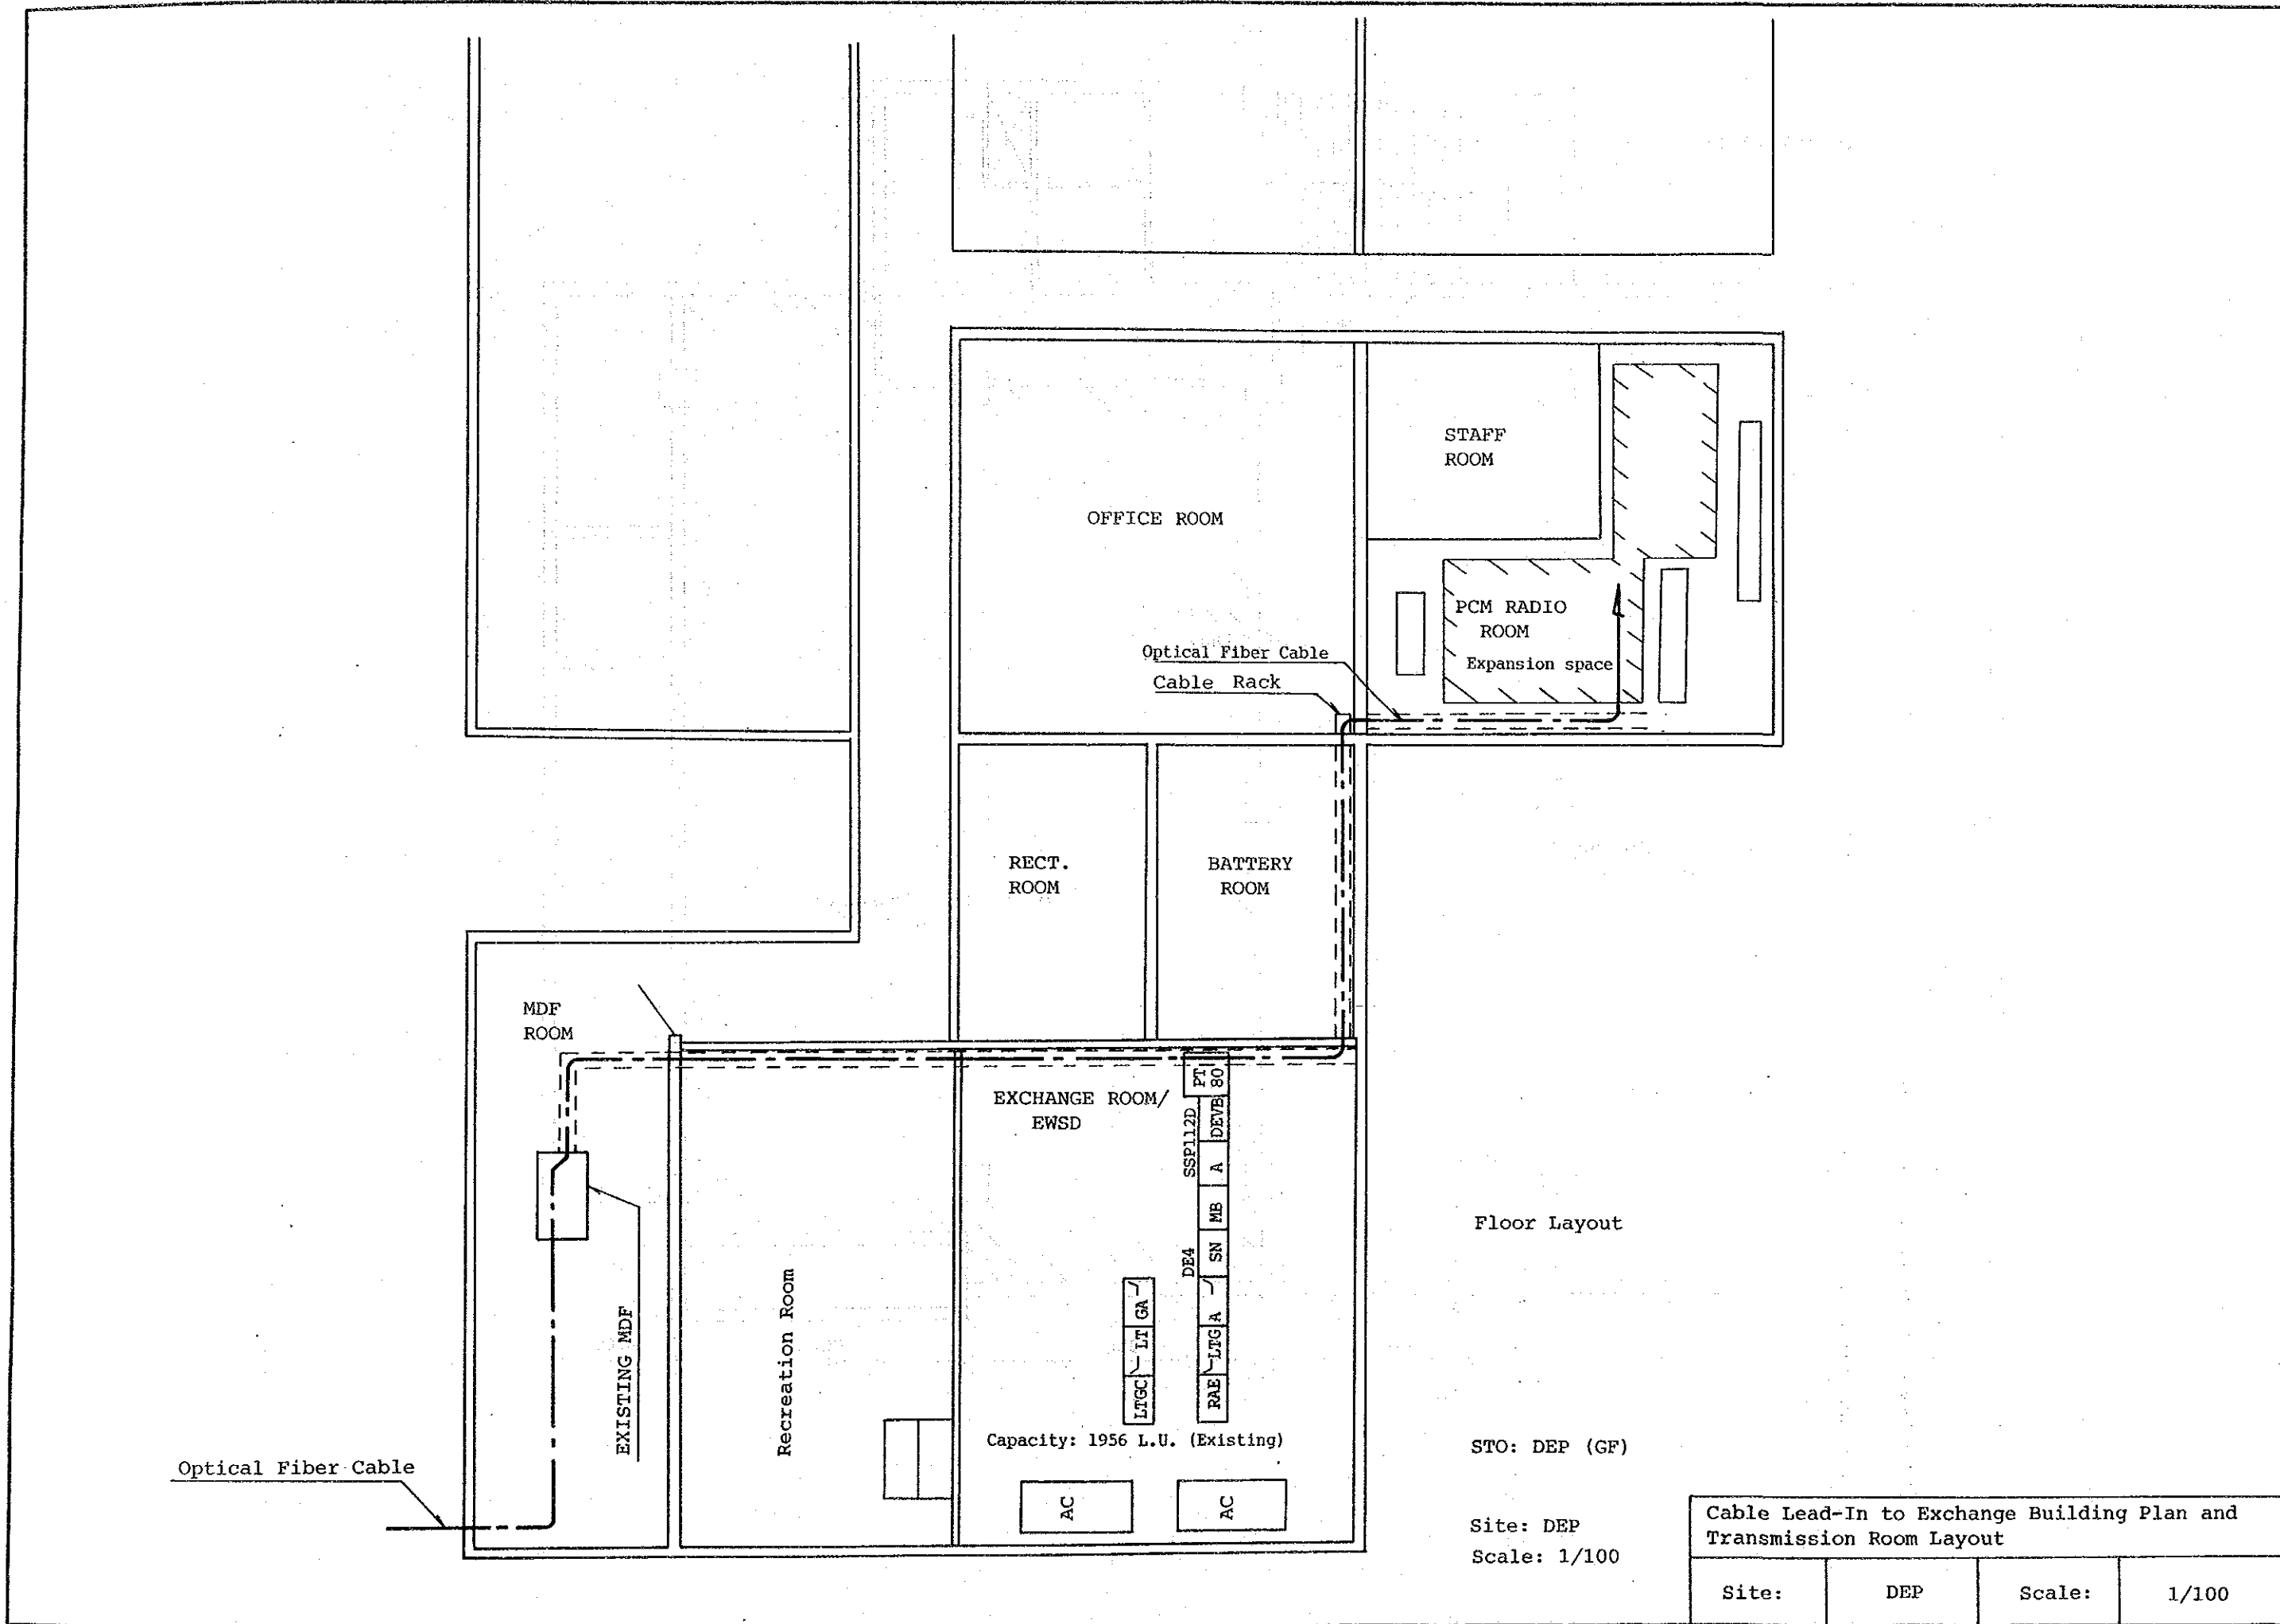 STAFF
ROOM
OFFICE ROOM
PCM RADIO
ROOM
Expansion space
Optical Fiber Cable
Cable Rack
RECT.
ROOM
BATTERY
ROOM
MDF
ROOM
EXCHANGE ROOM/
EWSD
PT
80
SSP112D
DEVB
A
MB
DE4
SN
LTG A
RAE
LTGC
LT GA
EXISTING MDF
Recreation Room
Capacity: 1956 L.U. (Existing)
AC
AC
Optical Fiber Cable
Floor Layout
STO: DEP (GF)
Site: DEP
Scale: 1/100
Cable Lead-In to Exchange Building Plan and
Transmission Room Layout
Site: DEP Scale: 1/100